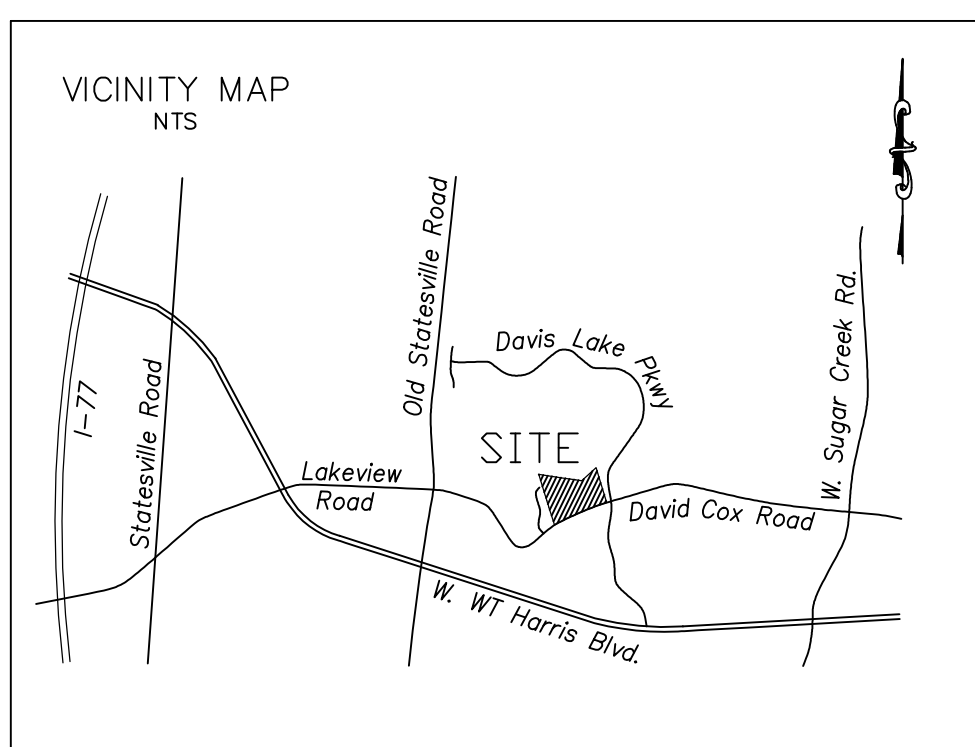 VICINITY MAP
NTS
Old Statesville Road
Davis Lake Pkwy
W. Sugar Creek Rd.
I-77
Statesville Road
SITE
Lakeview
Road
David Cox Road
W. WT Harris Blvd.